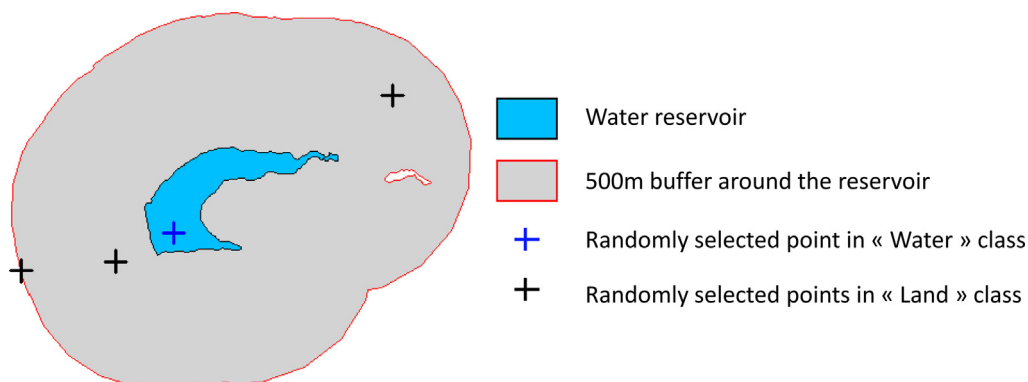 Water reservoir
500m buffer around the reservoir
Randomly selected point in « Water » class
Randomly selected points in « Land » class